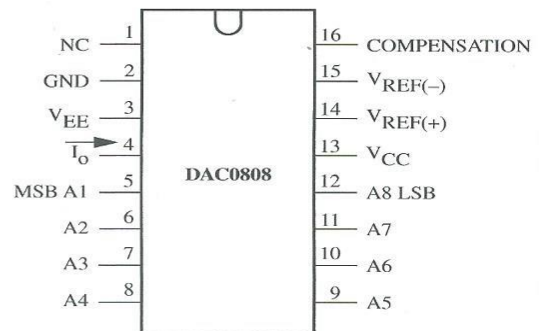 NC 1 16 COMPENSATION
GND 2 15 VREF(–)
VEE 3 14 VREF(+)
Io 4 13 VCC
DAC0808
MSB A1 5 12 A8 LSB
A2 6 11 A7
A3 7 10 A6
A4 8 9 A5